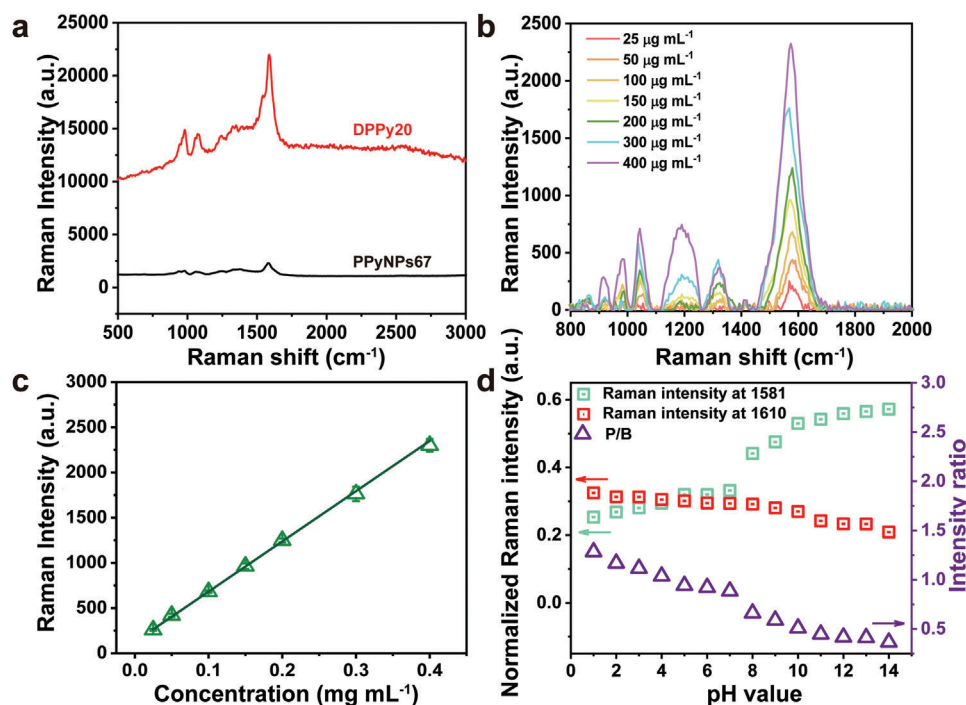 a
25000
20000
15000
10000
5000
0
Raman Intensity (a.u.)
DPPy20
PPyNPs67
500 1000 1500 2000 2500 3000
Raman shift (cm⁻¹)
b
2500
2000
1500
1000
500
0
Raman Intensity (a.u.)
25 µg mL⁻¹
50 µg mL⁻¹
100 µg mL⁻¹
150 µg mL⁻¹
200 µg mL⁻¹
300 µg mL⁻¹
400 µg mL⁻¹
800 1000 1200 1400 1600 1800 2000
Raman shift (cm⁻¹)
c
3000
2500
2000
1500
1000
500
0
Raman Intensity (a.u.)
0.0 0.1 0.2 0.3 0.4
Concentration (mg mL⁻¹)
d
0.6
0.4
0.2
0.0
Normalized Raman intensity (a.u.)
Raman intensity at 1581
Raman intensity at 1610
P/B
3.0
2.5
2.0
1.5
1.0
0.5
Intensity ratio
0 2 4 6 8 10 12 14
pH value